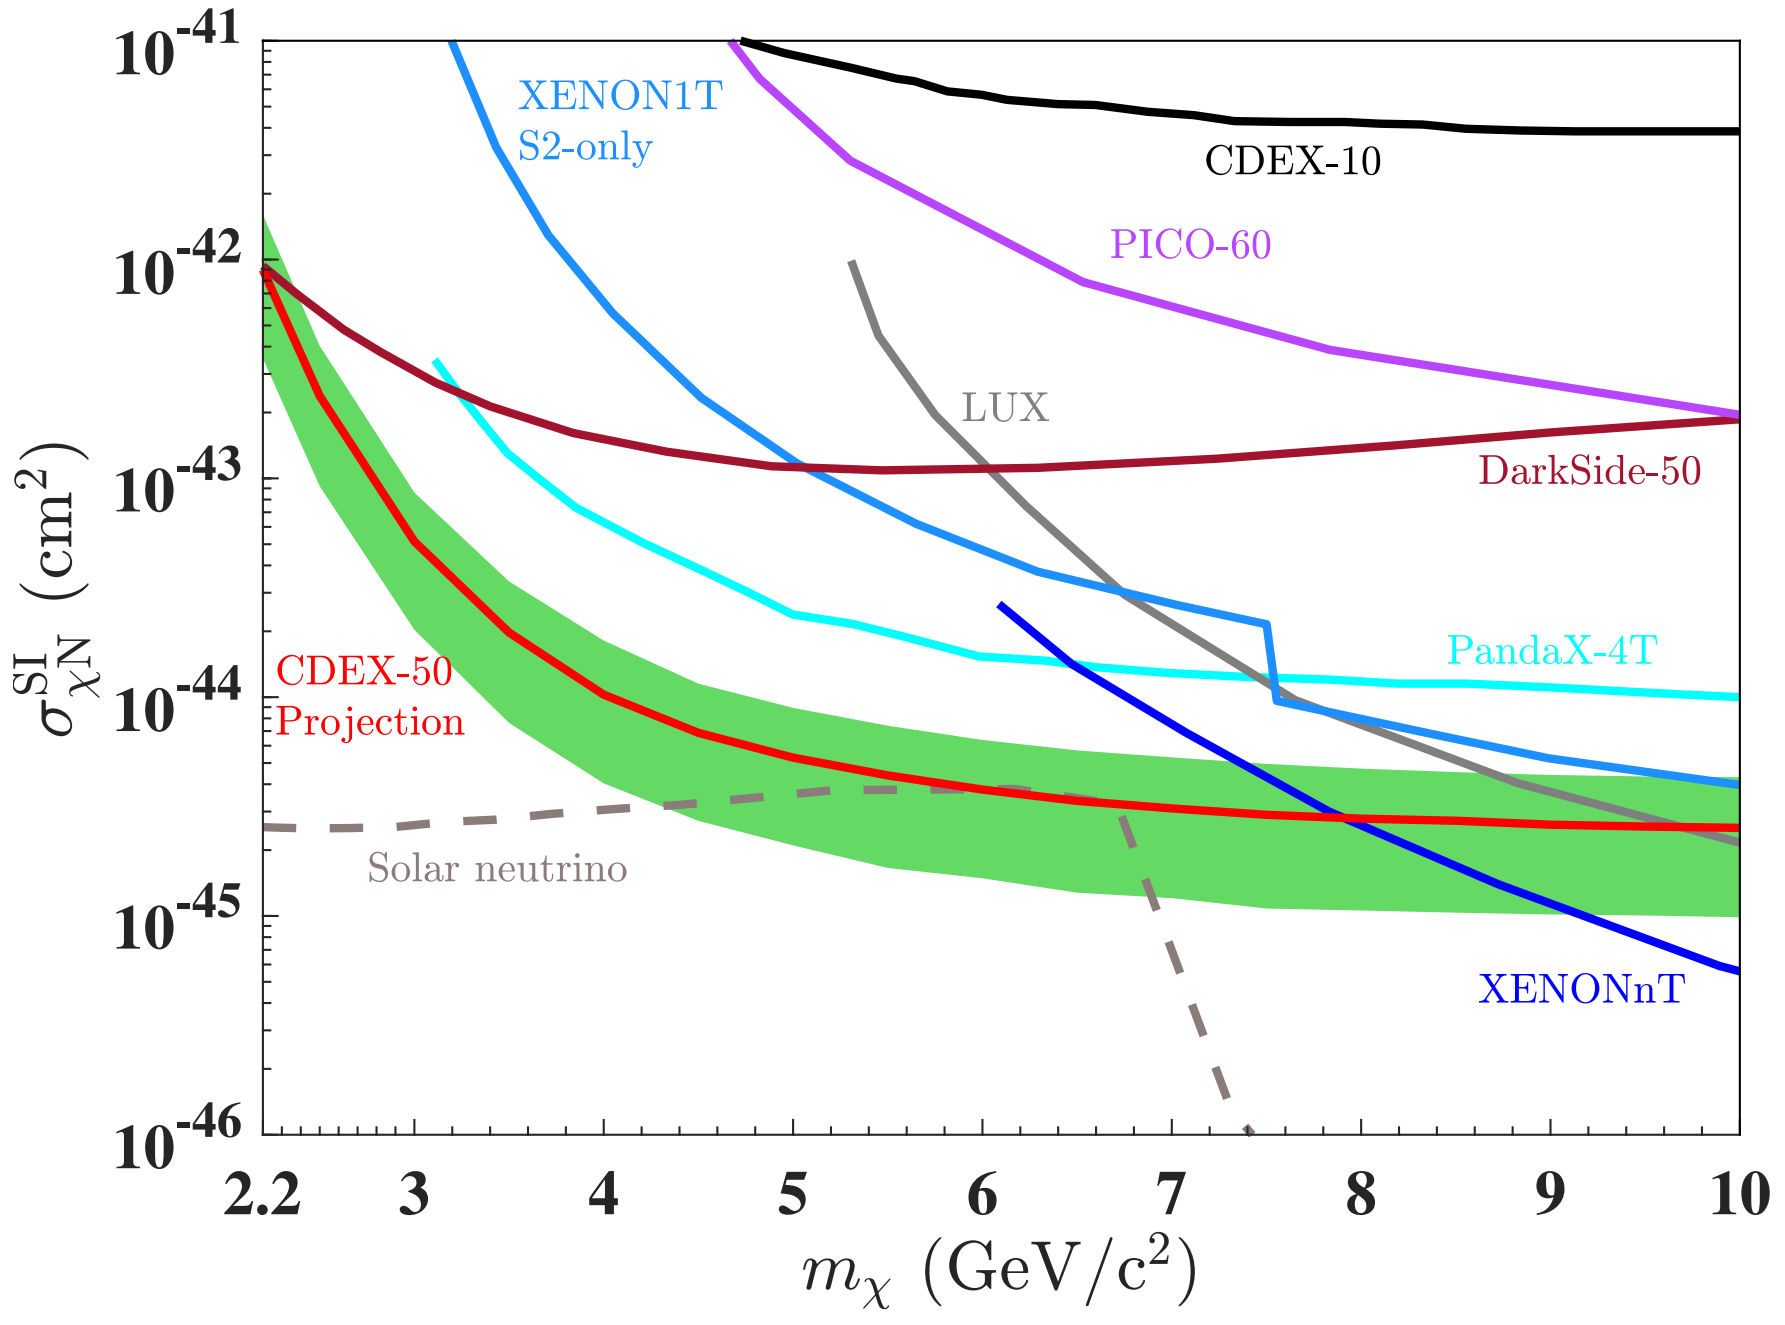 10^-41
XENON1T
S2-only
CDEX-10
10^-42
PICO-60
LUX
10^-43
DarkSide-50
σ^SI_χN (cm²)
PandaX-4T
CDEX-50
Projection
10^-44
Solar neutrino
10^-45
XENONnT
10^-46
2.2 3 4 5 6 7 8 9 10
m_χ (GeV/c²)